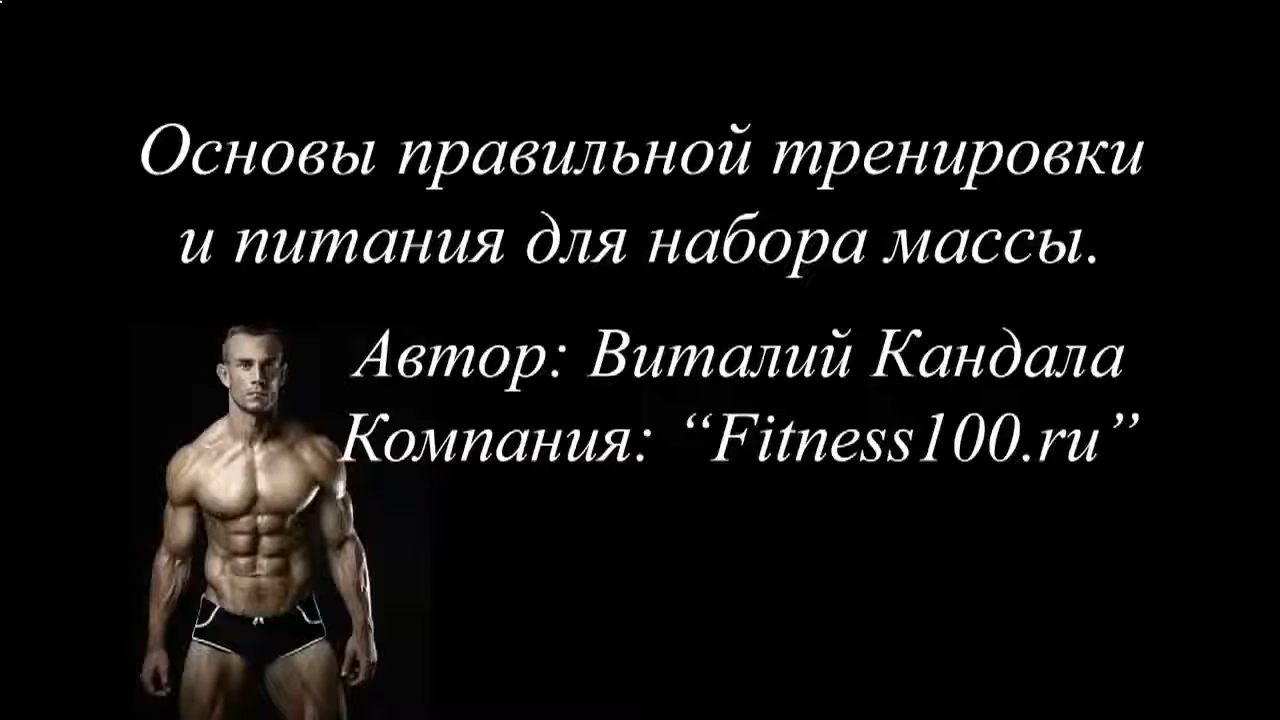 Основы правильной тренировки
и питания для набора массы.
Автор: Виталий Кандала
Компания: “Fitness100.ru”